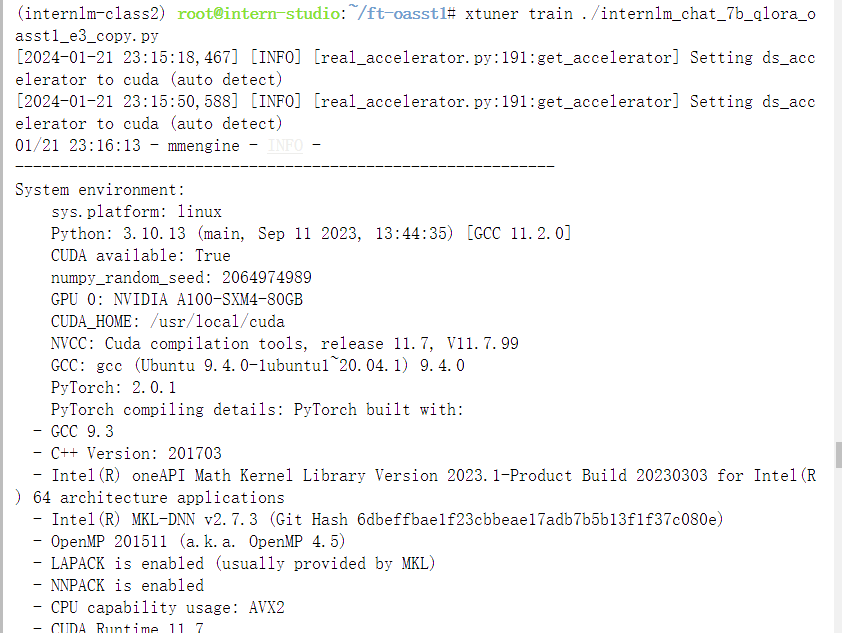 (internlm-class2) root@intern-studio:~/ft-oasst1# xtuner train ./internlm_chat_7b_qlora_o
asst1_e3_copy.py
[2024-01-21 23:15:18,467] [INFO] [real_accelerator.py:191:get_accelerator] Setting ds_acc
elerator to cuda (auto detect)
[2024-01-21 23:15:50,588] [INFO] [real_accelerator.py:191:get_accelerator] Setting ds_acc
elerator to cuda (auto detect)
01/21 23:16:13 - mmengine - INFO -
------------------------------------------------------------
System environment:
    sys.platform: linux
    Python: 3.10.13 (main, Sep 11 2023, 13:44:35) [GCC 11.2.0]
    CUDA available: True
    numpy_random_seed: 2064974989
    GPU 0: NVIDIA A100-SXM4-80GB
    CUDA_HOME: /usr/local/cuda
    NVCC: Cuda compilation tools, release 11.7, V11.7.99
    GCC: gcc (Ubuntu 9.4.0-1ubuntu1~20.04.1) 9.4.0
    PyTorch: 2.0.1
    PyTorch compiling details: PyTorch built with:
  - GCC 9.3
  - C++ Version: 201703
  - Intel(R) oneAPI Math Kernel Library Version 2023.1-Product Build 20230303 for Intel(R
) 64 architecture applications
  - Intel(R) MKL-DNN v2.7.3 (Git Hash 6dbeffbae1f23cbbeae17adb7b5b13f1f37c080e)
  - OpenMP 201511 (a.k.a. OpenMP 4.5)
  - LAPACK is enabled (usually provided by MKL)
  - NNPACK is enabled
  - CPU capability usage: AVX2
  - CUDA Runtime 11.7